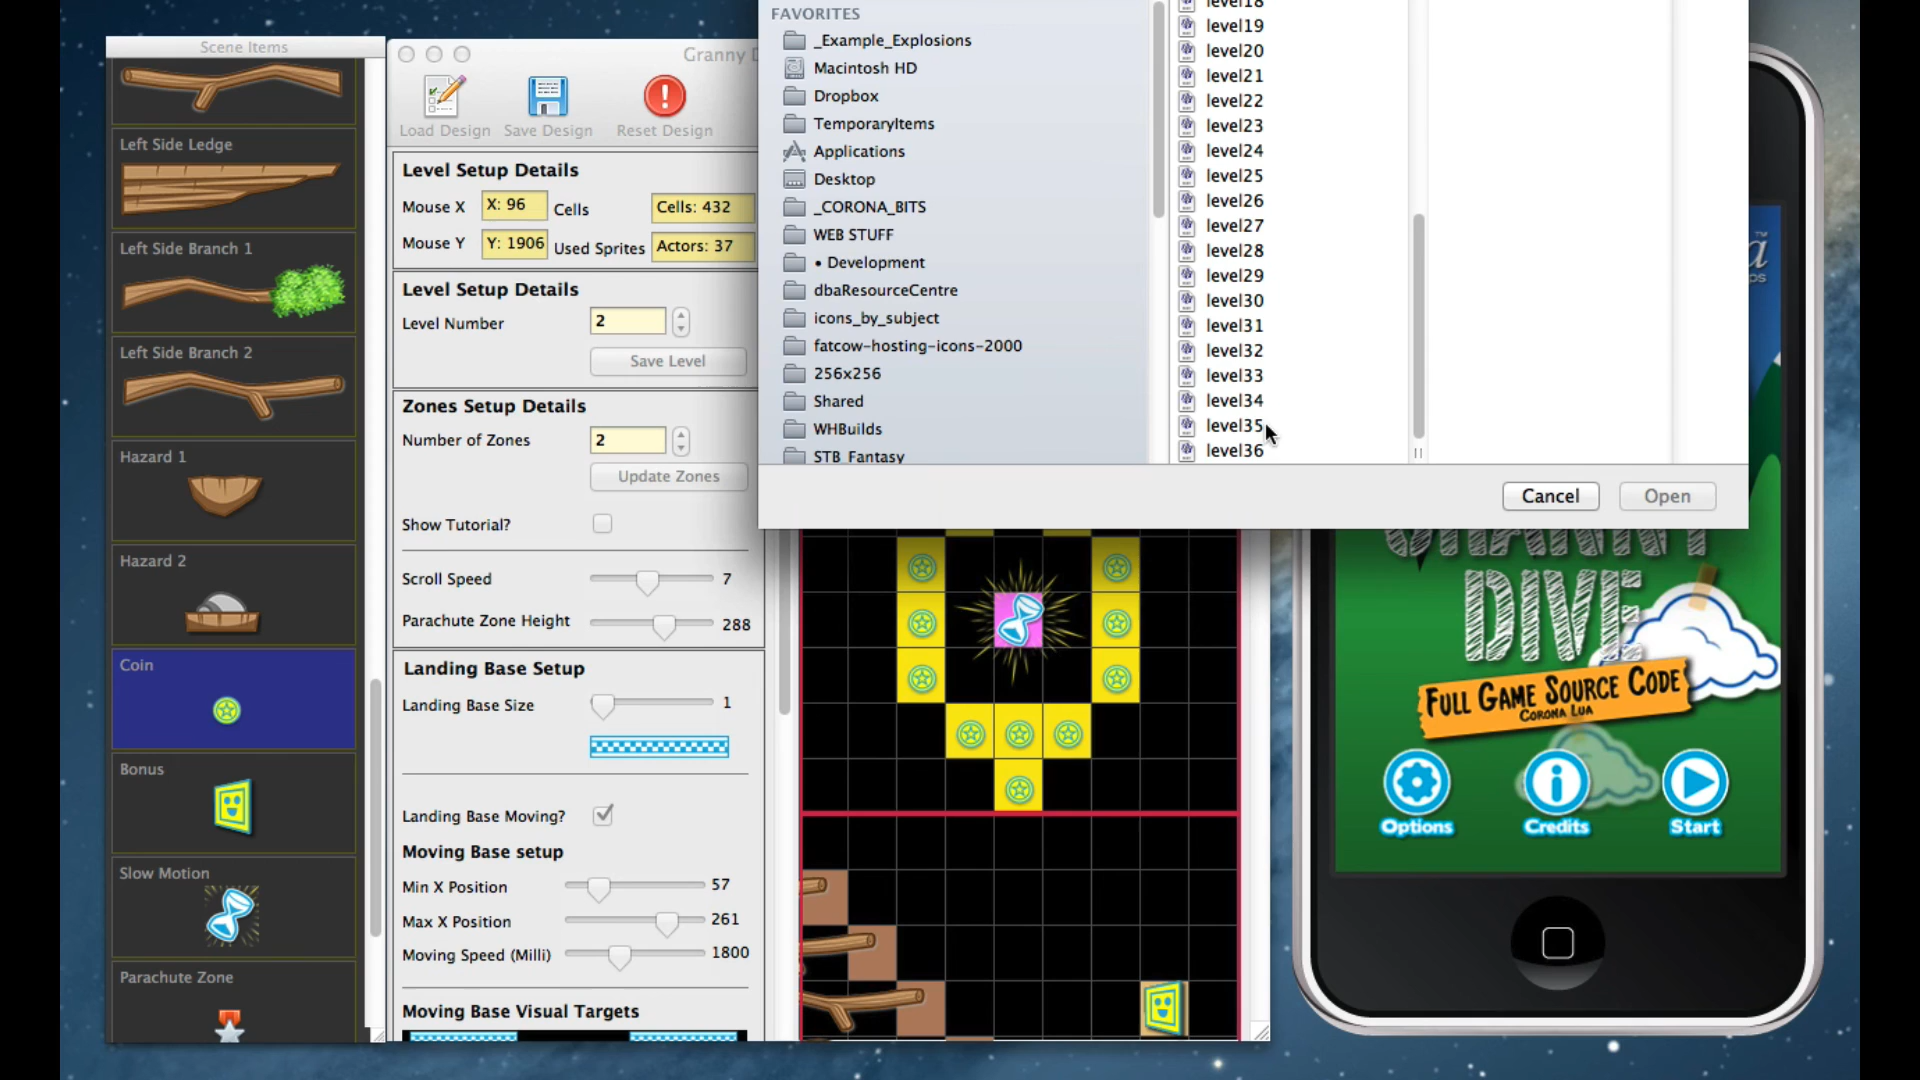 Scene Items
Left Side Ledge
Left Side Branch 1
Left Side Branch 2
Hazard 1
Hazard 2
Coin
Bonus
Slow Motion
Parachute Zone
Granny D
Load Design
Save Design
Reset Design
Level Setup Details
Mouse X
X: 96
Cells
Cells: 432
Mouse Y
Y: 1906
Used Sprites
Actors: 37
Level Setup Details
Level Number
2
Save Level
Zones Setup Details
Number of Zones
2
Update Zones
Show Tutorial?
Scroll Speed
7
Parachute Zone Height
288
Landing Base Setup
Landing Base Size
1
Landing Base Moving?
Moving Base setup
Min X Position
57
Max X Position
261
Moving Speed (Milli)
1800
Moving Base Visual Targets
FAVORITES
_Example_Explosions
Macintosh HD
Dropbox
TemporaryItems
Applications
Desktop
_CORONA_BITS
WEB STUFF
• Development
dbaResourceCentre
icons_by_subject
fatcow-hosting-icons-2000
256x256
Shared
WHBuilds
STB_Fantasy
level18
level19
level20
level21
level22
level23
level24
level25
level26
level27
level28
level29
level30
level31
level32
level33
level34
level35
level36
Cancel
Open
GRANNY
DIVE
FULL GAME SOURCE CODE
CORONA LUA
Options
Credits
Start